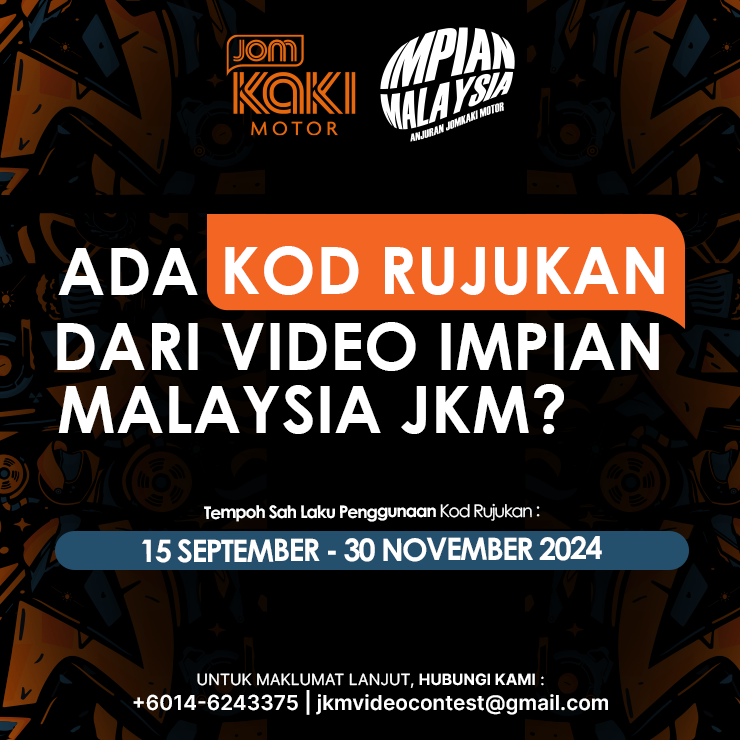 JOM
KAKI
MOTOR
IMPIAN
MALAYSIA
ANJURAN JOMKAKI MOTOR
ADA KOD RUJUKAN
DARI VIDEO IMPIAN
MALAYSIA JKM?
Tempoh Sah Laku Penggunaan Kod Rujukan :
15 SEPTEMBER - 30 NOVEMBER 2024
UNTUK MAKLUMAT LANJUT, HUBUNGI KAMI :
+6014-6243375 | jkmvideocontest@gmail.com